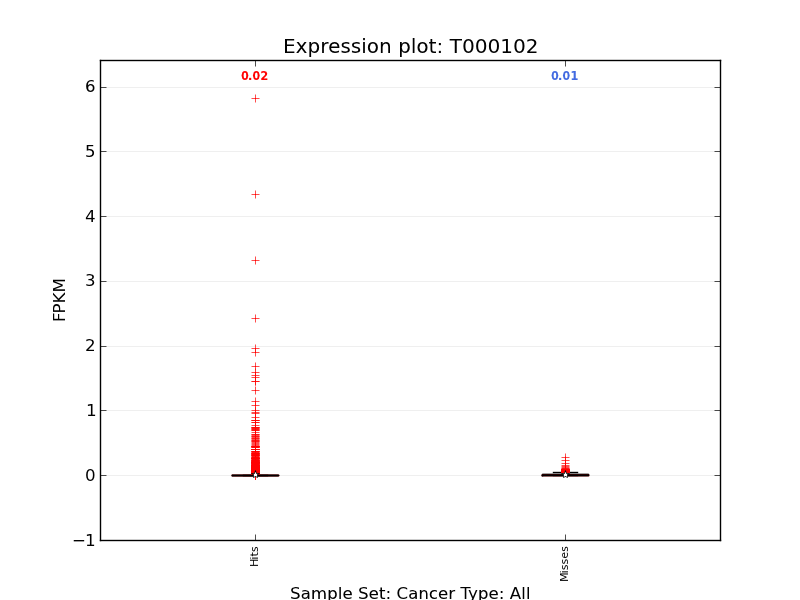 Expression plot: T000102
0.02
0.01
6
5
4
3
2
1
0
−1
FPKM
Hits
Misses
Sample Set: Cancer Type: All